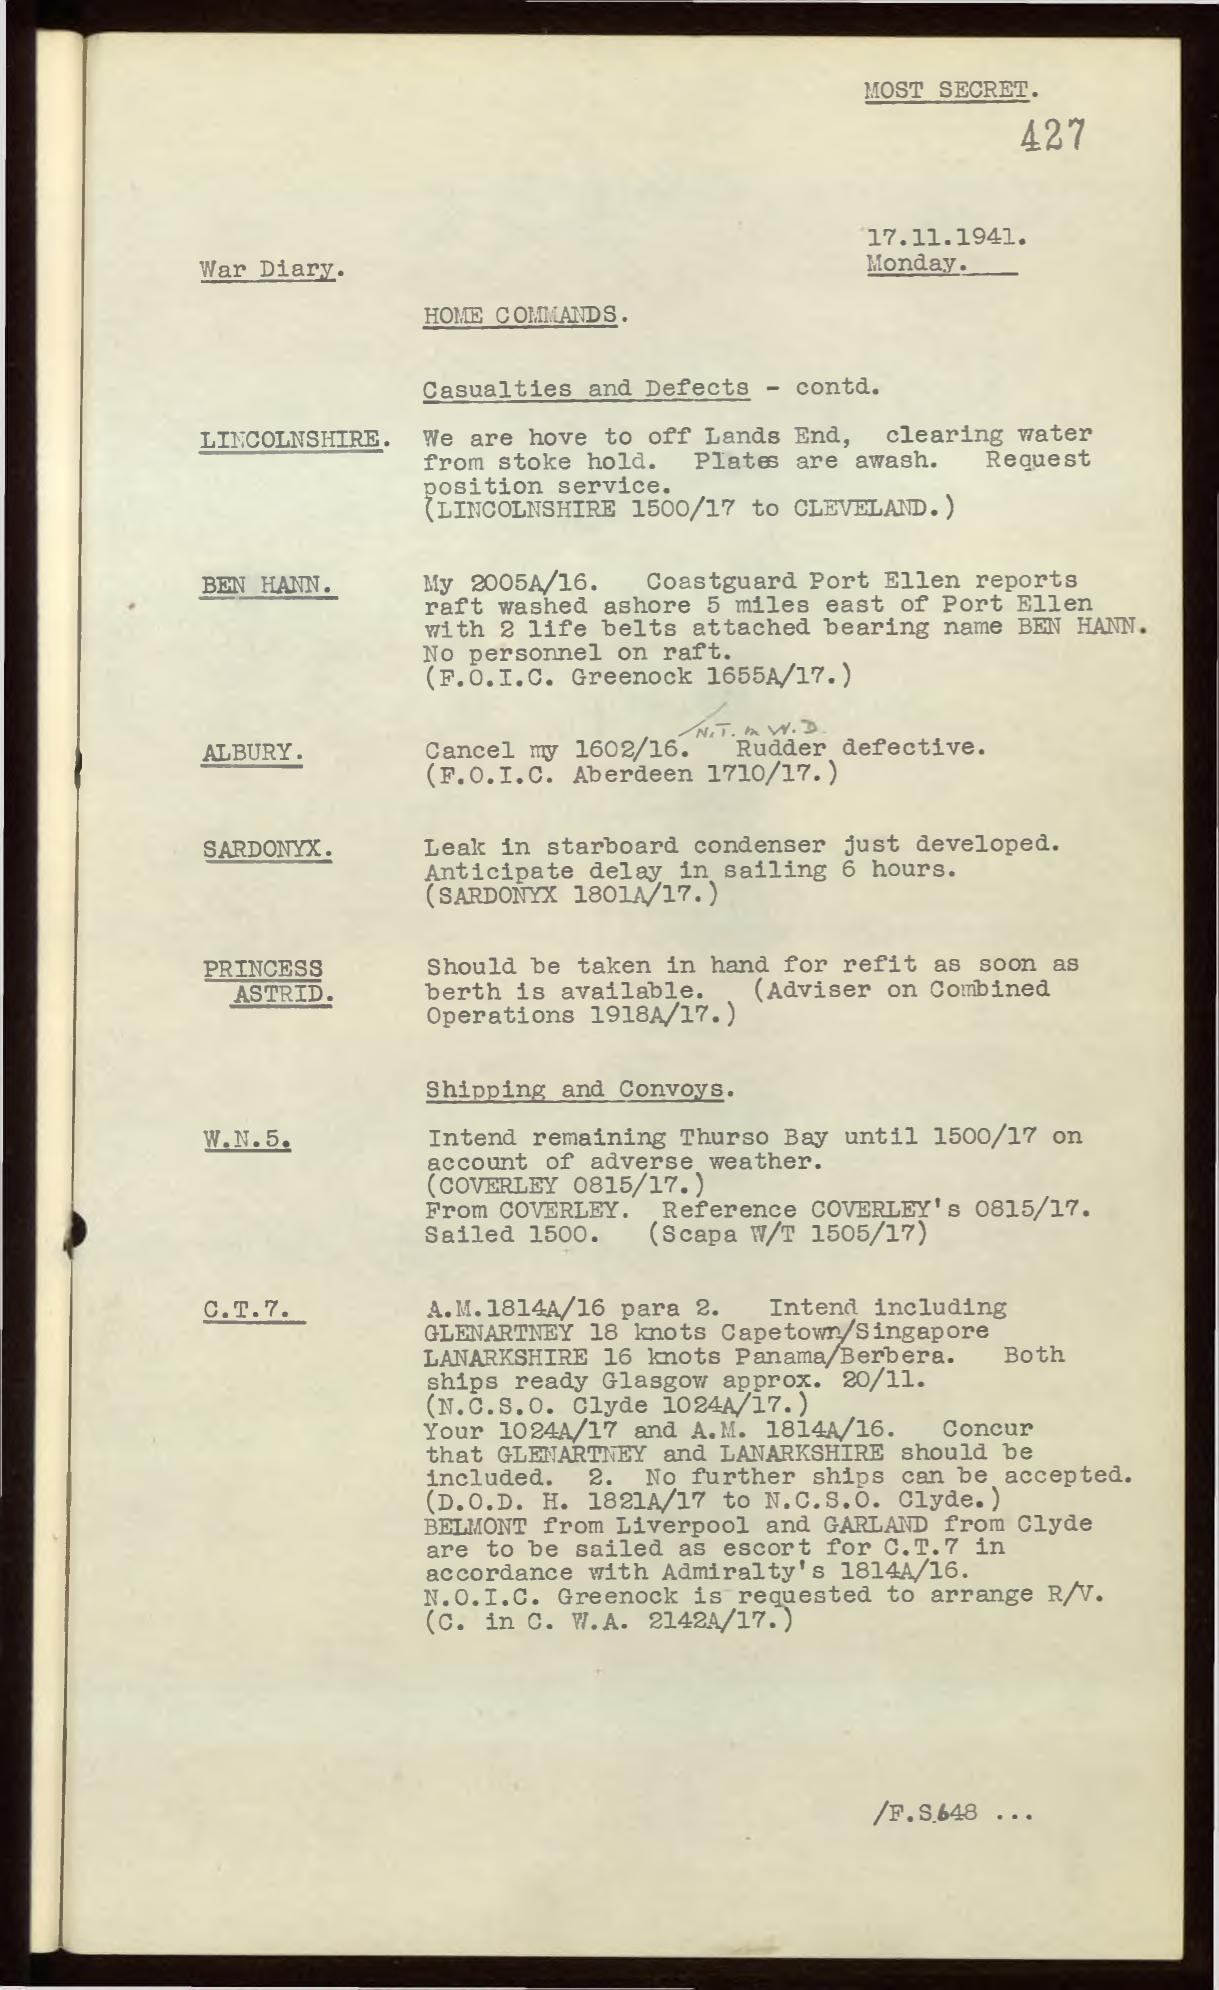 MOST SECRET.
427
17.11.1941.
Monday.
War Diary.
HOME COMMANDS.
Casualties and Defects - contd.
LINCOLNSHIRE. We are hove to off Lands End, clearing water
from stoke hold. Plates are awash. Request
position service.
(LINCOLNSHIRE 1500/17 to CLEVELAND.)
BEN HANN. My 2005A/16. Coastguard Port Ellen reports
raft washed ashore 5 miles east of Port Ellen
with 2 life belts attached bearing name BEN HANN.
No personnel on raft.
(F.O.I.C. Greenock 1655A/17.)
N.T. in W.D.
ALBURY. Cancel my 1602/16. Rudder defective.
(F.O.I.C. Aberdeen 1710/17.)
SARDONYX. Leak in starboard condenser just developed.
Anticipate delay in sailing 6 hours.
(SARDONYX 1801A/17.)
PRINCESS Should be taken in hand for refit as soon as
ASTRID. berth is available. (Adviser on Combined
Operations 1918A/17.)
Shipping and Convoys.
W.N.5. Intend remaining Thurso Bay until 1500/17 on
account of adverse weather.
(COVERLEY 0815/17.)
From COVERLEY. Reference COVERLEY's 0815/17.
Sailed 1500. (Scapa W/T 1505/17)
C.T.7. A.M.1814A/16 para 2. Intend including
GLENARTNEY 18 knots Capetown/Singapore
LANARKSHIRE 16 knots Panama/Berbera. Both
ships ready Glasgow approx. 20/11.
(N.C.S.O. Clyde 1024A/17.)
Your 1024A/17 and A.M. 1814A/16. Concur
that GLENARTNEY and LANARKSHIRE should be
included. 2. No further ships can be accepted.
(D.O.D. H. 1821A/17 to N.C.S.O. Clyde.)
BELMONT from Liverpool and GARLAND from Clyde
are to be sailed as escort for C.T.7 in
accordance with Admiralty's 1814A/16.
N.O.I.C. Greenock is requested to arrange R/V.
(C. in C. W.A. 2142A/17.)
/F.S.648 ...